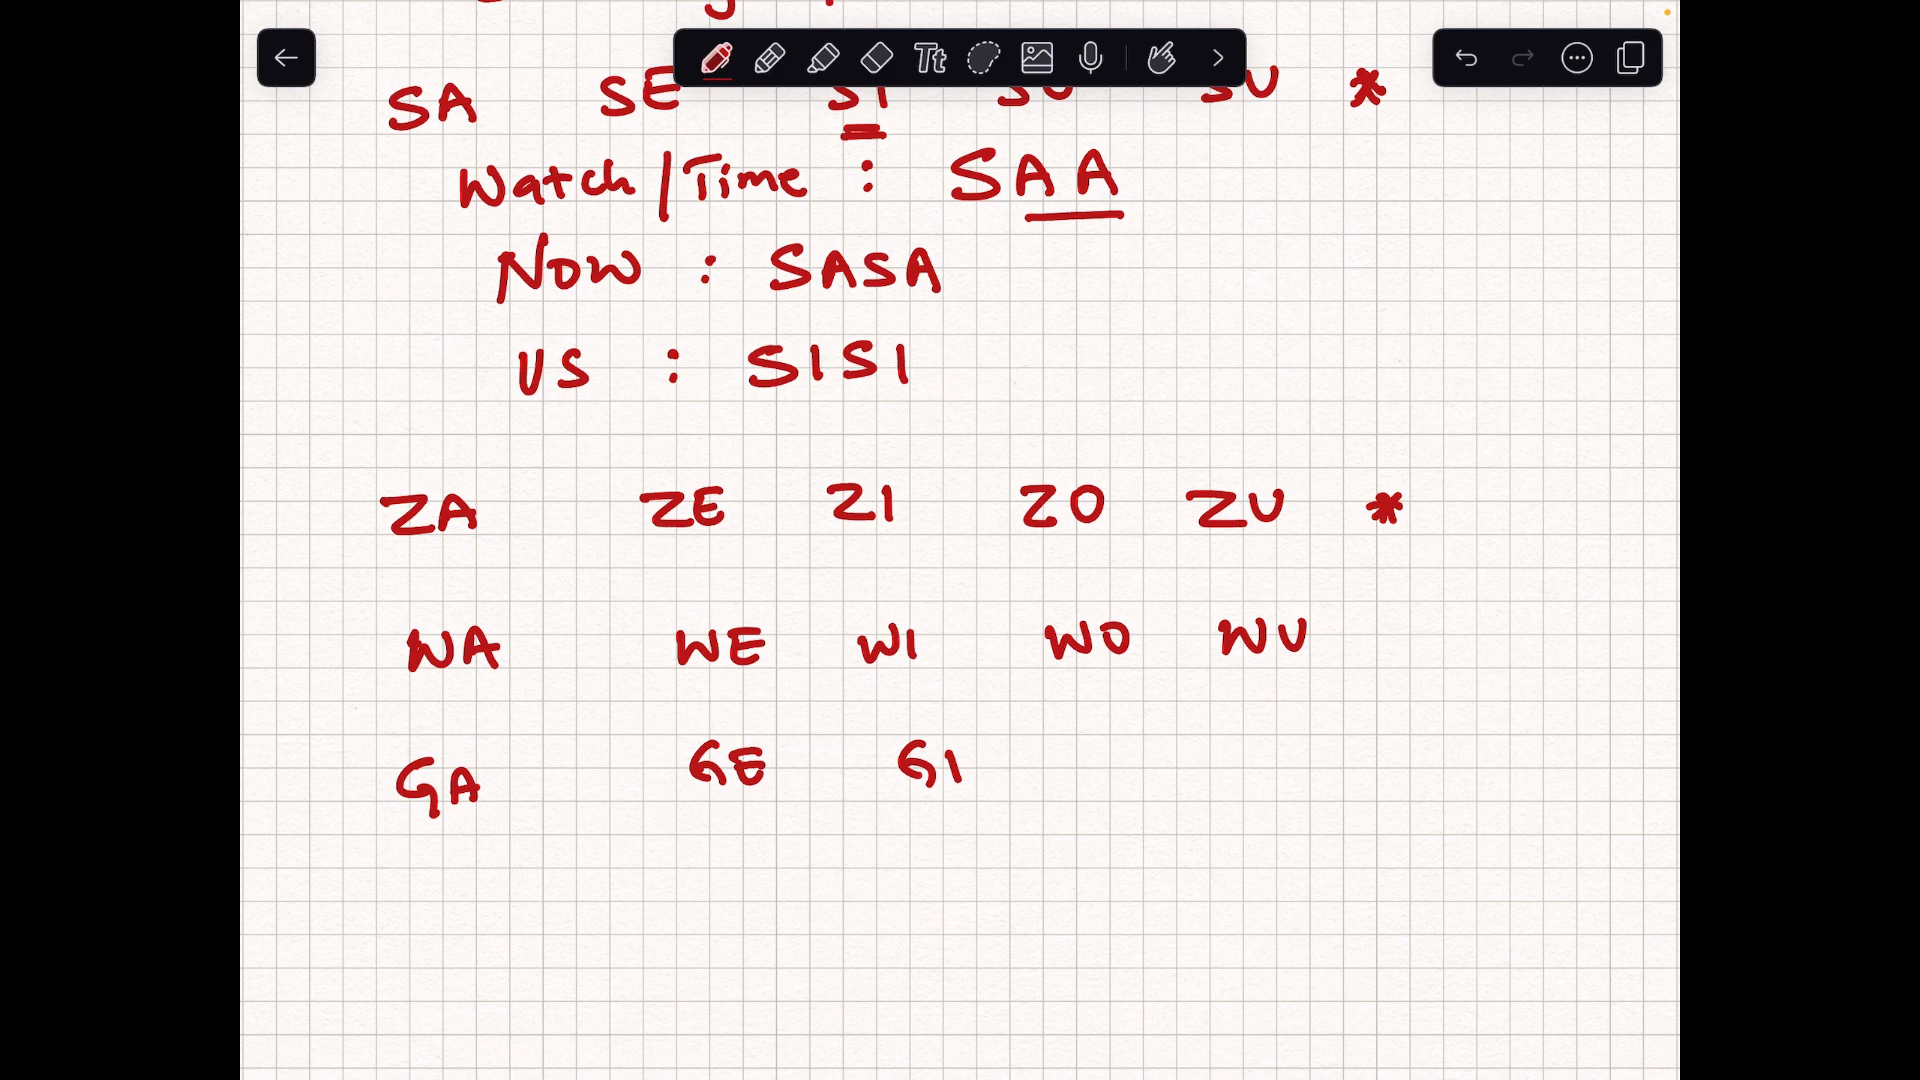 SA SE SI SO SU *
Watch/Time : SAA
NOW : SASA
US : SISI
ZA ZE ZI ZO ZU *
WA WE WI WO WU
GA GE GI